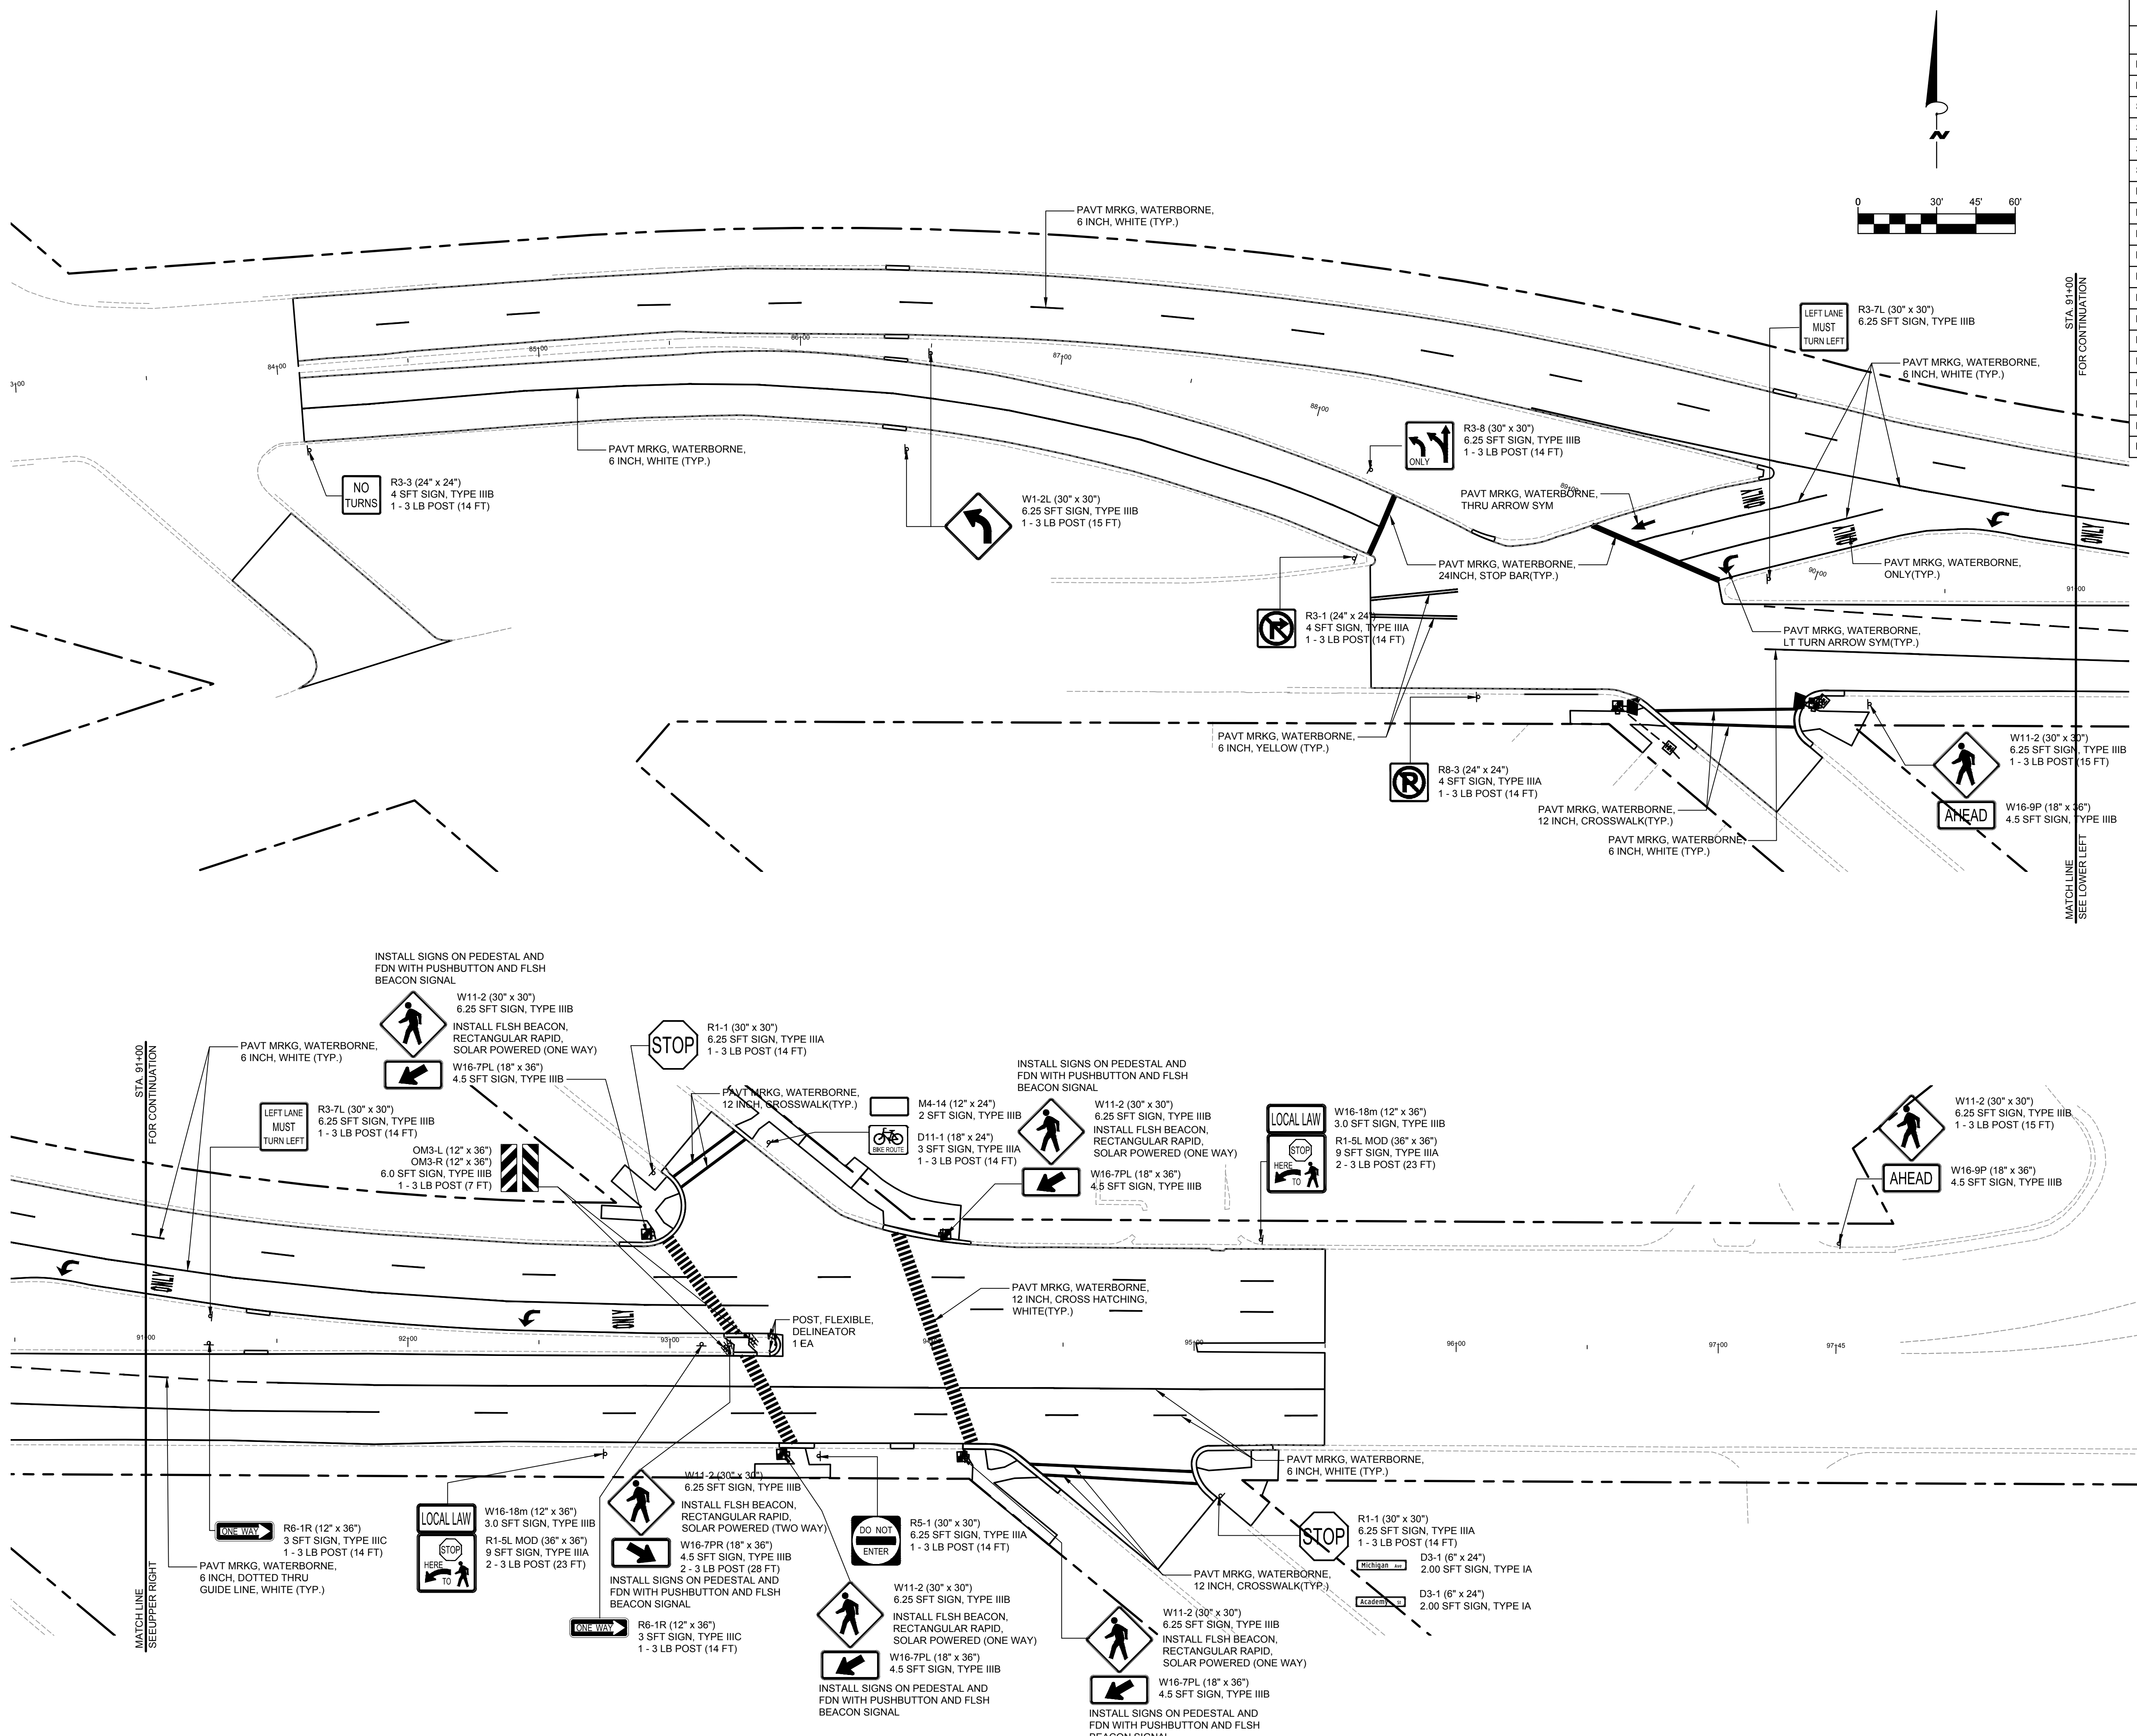 N
0 30' 45' 60'
PAVT MRKG, WATERBORNE,
6 INCH, WHITE (TYP.)
STA. 91+00
FOR CONTINUATION
LEFT LANE
MUST
TURN LEFT
R3-7L (30" x 30")
6.25 SFT SIGN, TYPE IIIB
PAVT MRKG, WATERBORNE,
6 INCH, WHITE (TYP.)
3+00
84+00
85+00
86+00
87+00
88+00
89+00
90+00
91+00
PAVT MRKG, WATERBORNE,
6 INCH, WHITE (TYP.)
NO
TURNS
R3-3 (24" x 24")
4 SFT SIGN, TYPE IIIB
1 - 3 LB POST (14 FT)
W1-2L (30" x 30")
6.25 SFT SIGN, TYPE IIIB
1 - 3 LB POST (15 FT)
ONLY
R3-8 (30" x 30")
6.25 SFT SIGN, TYPE IIIB
1 - 3 LB POST (14 FT)
PAVT MRKG, WATERBORNE,
THRU ARROW SYM
ONLY
ONLY
ONLY
PAVT MRKG, WATERBORNE,
24INCH, STOP BAR(TYP.)
PAVT MRKG, WATERBORNE,
ONLY(TYP.)
R3-1 (24" x 24")
4 SFT SIGN, TYPE IIIA
1 - 3 LB POST (14 FT)
PAVT MRKG, WATERBORNE,
LT TURN ARROW SYM(TYP.)
PAVT MRKG, WATERBORNE,
6 INCH, YELLOW (TYP.)
P
R8-3 (24" x 24")
4 SFT SIGN, TYPE IIIA
1 - 3 LB POST (14 FT)
PAVT MRKG, WATERBORNE,
12 INCH, CROSSWALK(TYP.)
PAVT MRKG, WATERBORNE,
6 INCH, WHITE (TYP.)
W11-2 (30" x 30")
6.25 SFT SIGN, TYPE IIIB
1 - 3 LB POST (15 FT)
AHEAD
W16-9P (18" x 36")
4.5 SFT SIGN, TYPE IIIB
MATCH LINE
SEE LOWER LEFT
INSTALL SIGNS ON PEDESTAL AND
FDN WITH PUSHBUTTON AND FLSH
BEACON SIGNAL
W11-2 (30" x 30")
6.25 SFT SIGN, TYPE IIIB
INSTALL FLSH BEACON,
RECTANGULAR RAPID,
SOLAR POWERED (ONE WAY)
W16-7PL (18" x 36")
4.5 SFT SIGN, TYPE IIIB
STA. 91+00
FOR CONTINUATION
PAVT MRKG, WATERBORNE,
6 INCH, WHITE (TYP.)
STOP
R1-1 (30" x 30")
6.25 SFT SIGN, TYPE IIIA
1 - 3 LB POST (14 FT)
PAVT MRKG, WATERBORNE,
12 INCH, CROSSWALK(TYP.)
LEFT LANE
MUST
TURN LEFT
R3-7L (30" x 30")
6.25 SFT SIGN, TYPE IIIB
1 - 3 LB POST (14 FT)
OM3-L (12" x 36")
OM3-R (12" x 36")
6.0 SFT SIGN, TYPE IIIB
1 - 3 LB POST (7 FT)
M4-14 (12" x 24")
2 SFT SIGN, TYPE IIIB
BIKE ROUTE
D11-1 (18" x 24")
3 SFT SIGN, TYPE IIIA
1 - 3 LB POST (14 FT)
INSTALL SIGNS ON PEDESTAL AND
FDN WITH PUSHBUTTON AND FLSH
BEACON SIGNAL
W11-2 (30" x 30")
6.25 SFT SIGN, TYPE IIIB
INSTALL FLSH BEACON,
RECTANGULAR RAPID,
SOLAR POWERED (ONE WAY)
W16-7PL (18" x 36")
4.5 SFT SIGN, TYPE IIIB
LOCAL LAW
W16-18m (12" x 36")
3.0 SFT SIGN, TYPE IIIB
STOP
HERE
TO
R1-5L MOD (36" x 36")
9 SFT SIGN, TYPE IIIA
2 - 3 LB POST (23 FT)
W11-2 (30" x 30")
6.25 SFT SIGN, TYPE IIIB
1 - 3 LB POST (15 FT)
AHEAD
W16-9P (18" x 36")
4.5 SFT SIGN, TYPE IIIB
ONLY
ONLY
PAVT MRKG, WATERBORNE,
12 INCH, CROSS HATCHING,
WHITE(TYP.)
POST, FLEXIBLE,
DELINEATOR
1 EA
91+00
92+00
93+00
95+00
96+00
97+00
97+45
PAVT MRKG, WATERBORNE,
6 INCH, WHITE (TYP.)
ONE WAY
R6-1R (12" x 36")
3 SFT SIGN, TYPE IIIC
1 - 3 LB POST (14 FT)
PAVT MRKG, WATERBORNE,
6 INCH, DOTTED THRU
GUIDE LINE, WHITE (TYP.)
MATCH LINE
SEEUPPER RIGHT
LOCAL LAW
W16-18m (12" x 36")
3.0 SFT SIGN, TYPE IIIB
STOP
HERE
TO
R1-5L MOD (36" x 36")
9 SFT SIGN, TYPE IIIA
2 - 3 LB POST (23 FT)
W11-2 (30" x 30")
6.25 SFT SIGN, TYPE IIIB
INSTALL FLSH BEACON,
RECTANGULAR RAPID,
SOLAR POWERED (TWO WAY)
W16-7PR (18" x 36")
4.5 SFT SIGN, TYPE IIIB
2 - 3 LB POST (28 FT)
INSTALL SIGNS ON PEDESTAL AND
FDN WITH PUSHBUTTON AND FLSH
BEACON SIGNAL
ONE WAY
R6-1R (12" x 36")
3 SFT SIGN, TYPE IIIC
1 - 3 LB POST (14 FT)
DO NOT
ENTER
R5-1 (30" x 30")
6.25 SFT SIGN, TYPE IIIA
1 - 3 LB POST (14 FT)
W11-2 (30" x 30")
6.25 SFT SIGN, TYPE IIIB
INSTALL FLSH BEACON,
RECTANGULAR RAPID,
SOLAR POWERED (ONE WAY)
W16-7PL (18" x 36")
4.5 SFT SIGN, TYPE IIIB
INSTALL SIGNS ON PEDESTAL AND
FDN WITH PUSHBUTTON AND FLSH
BEACON SIGNAL
PAVT MRKG, WATERBORNE,
12 INCH, CROSSWALK(TYP.)
W11-2 (30" x 30")
6.25 SFT SIGN, TYPE IIIB
INSTALL FLSH BEACON,
RECTANGULAR RAPID,
SOLAR POWERED (ONE WAY)
W16-7PL (18" x 36")
4.5 SFT SIGN, TYPE IIIB
INSTALL SIGNS ON PEDESTAL AND
FDN WITH PUSHBUTTON AND FLSH
BEACON SIGNAL
STOP
R1-1 (30" x 30")
6.25 SFT SIGN, TYPE IIIA
1 - 3 LB POST (14 FT)
Michigan Ave
D3-1 (6" x 24")
2.00 SFT SIGN, TYPE IA
Academy St
D3-1 (6" x 24")
2.00 SFT SIGN, TYPE IA